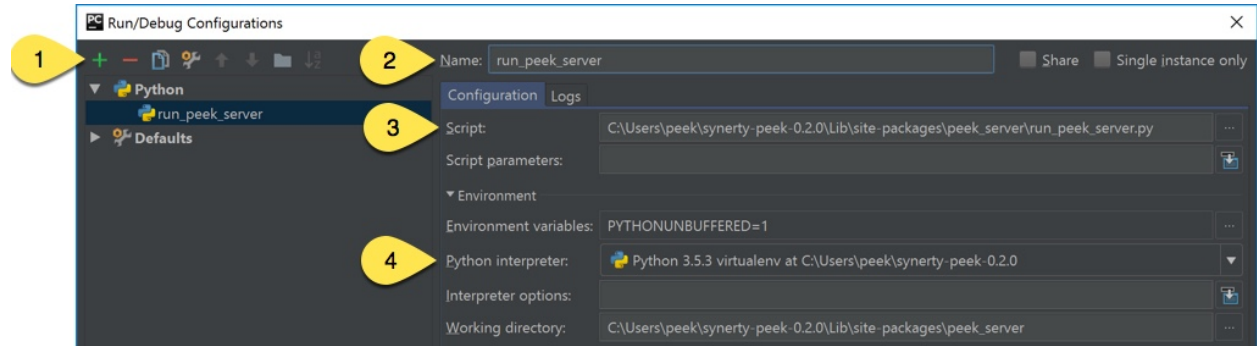 PC Run/Debug Configurations
1
2 Name: run_peek_server Share Single instance only
Python
Configuration Logs
run_peek_server
3 Script: C:\Users\peek\synerty-peek-0.2.0\Lib\site-packages\peek_server\run_peek_server.py ...
Defaults
Script parameters:
Environment
Environment variables: PYTHONUNBUFFERED=1 ...
4 Python interpreter: Python 3.5.3 virtualenv at C:\Users\peek\synerty-peek-0.2.0
Interpreter options:
Working directory: C:\Users\peek\synerty-peek-0.2.0\Lib\site-packages\peek_server ...